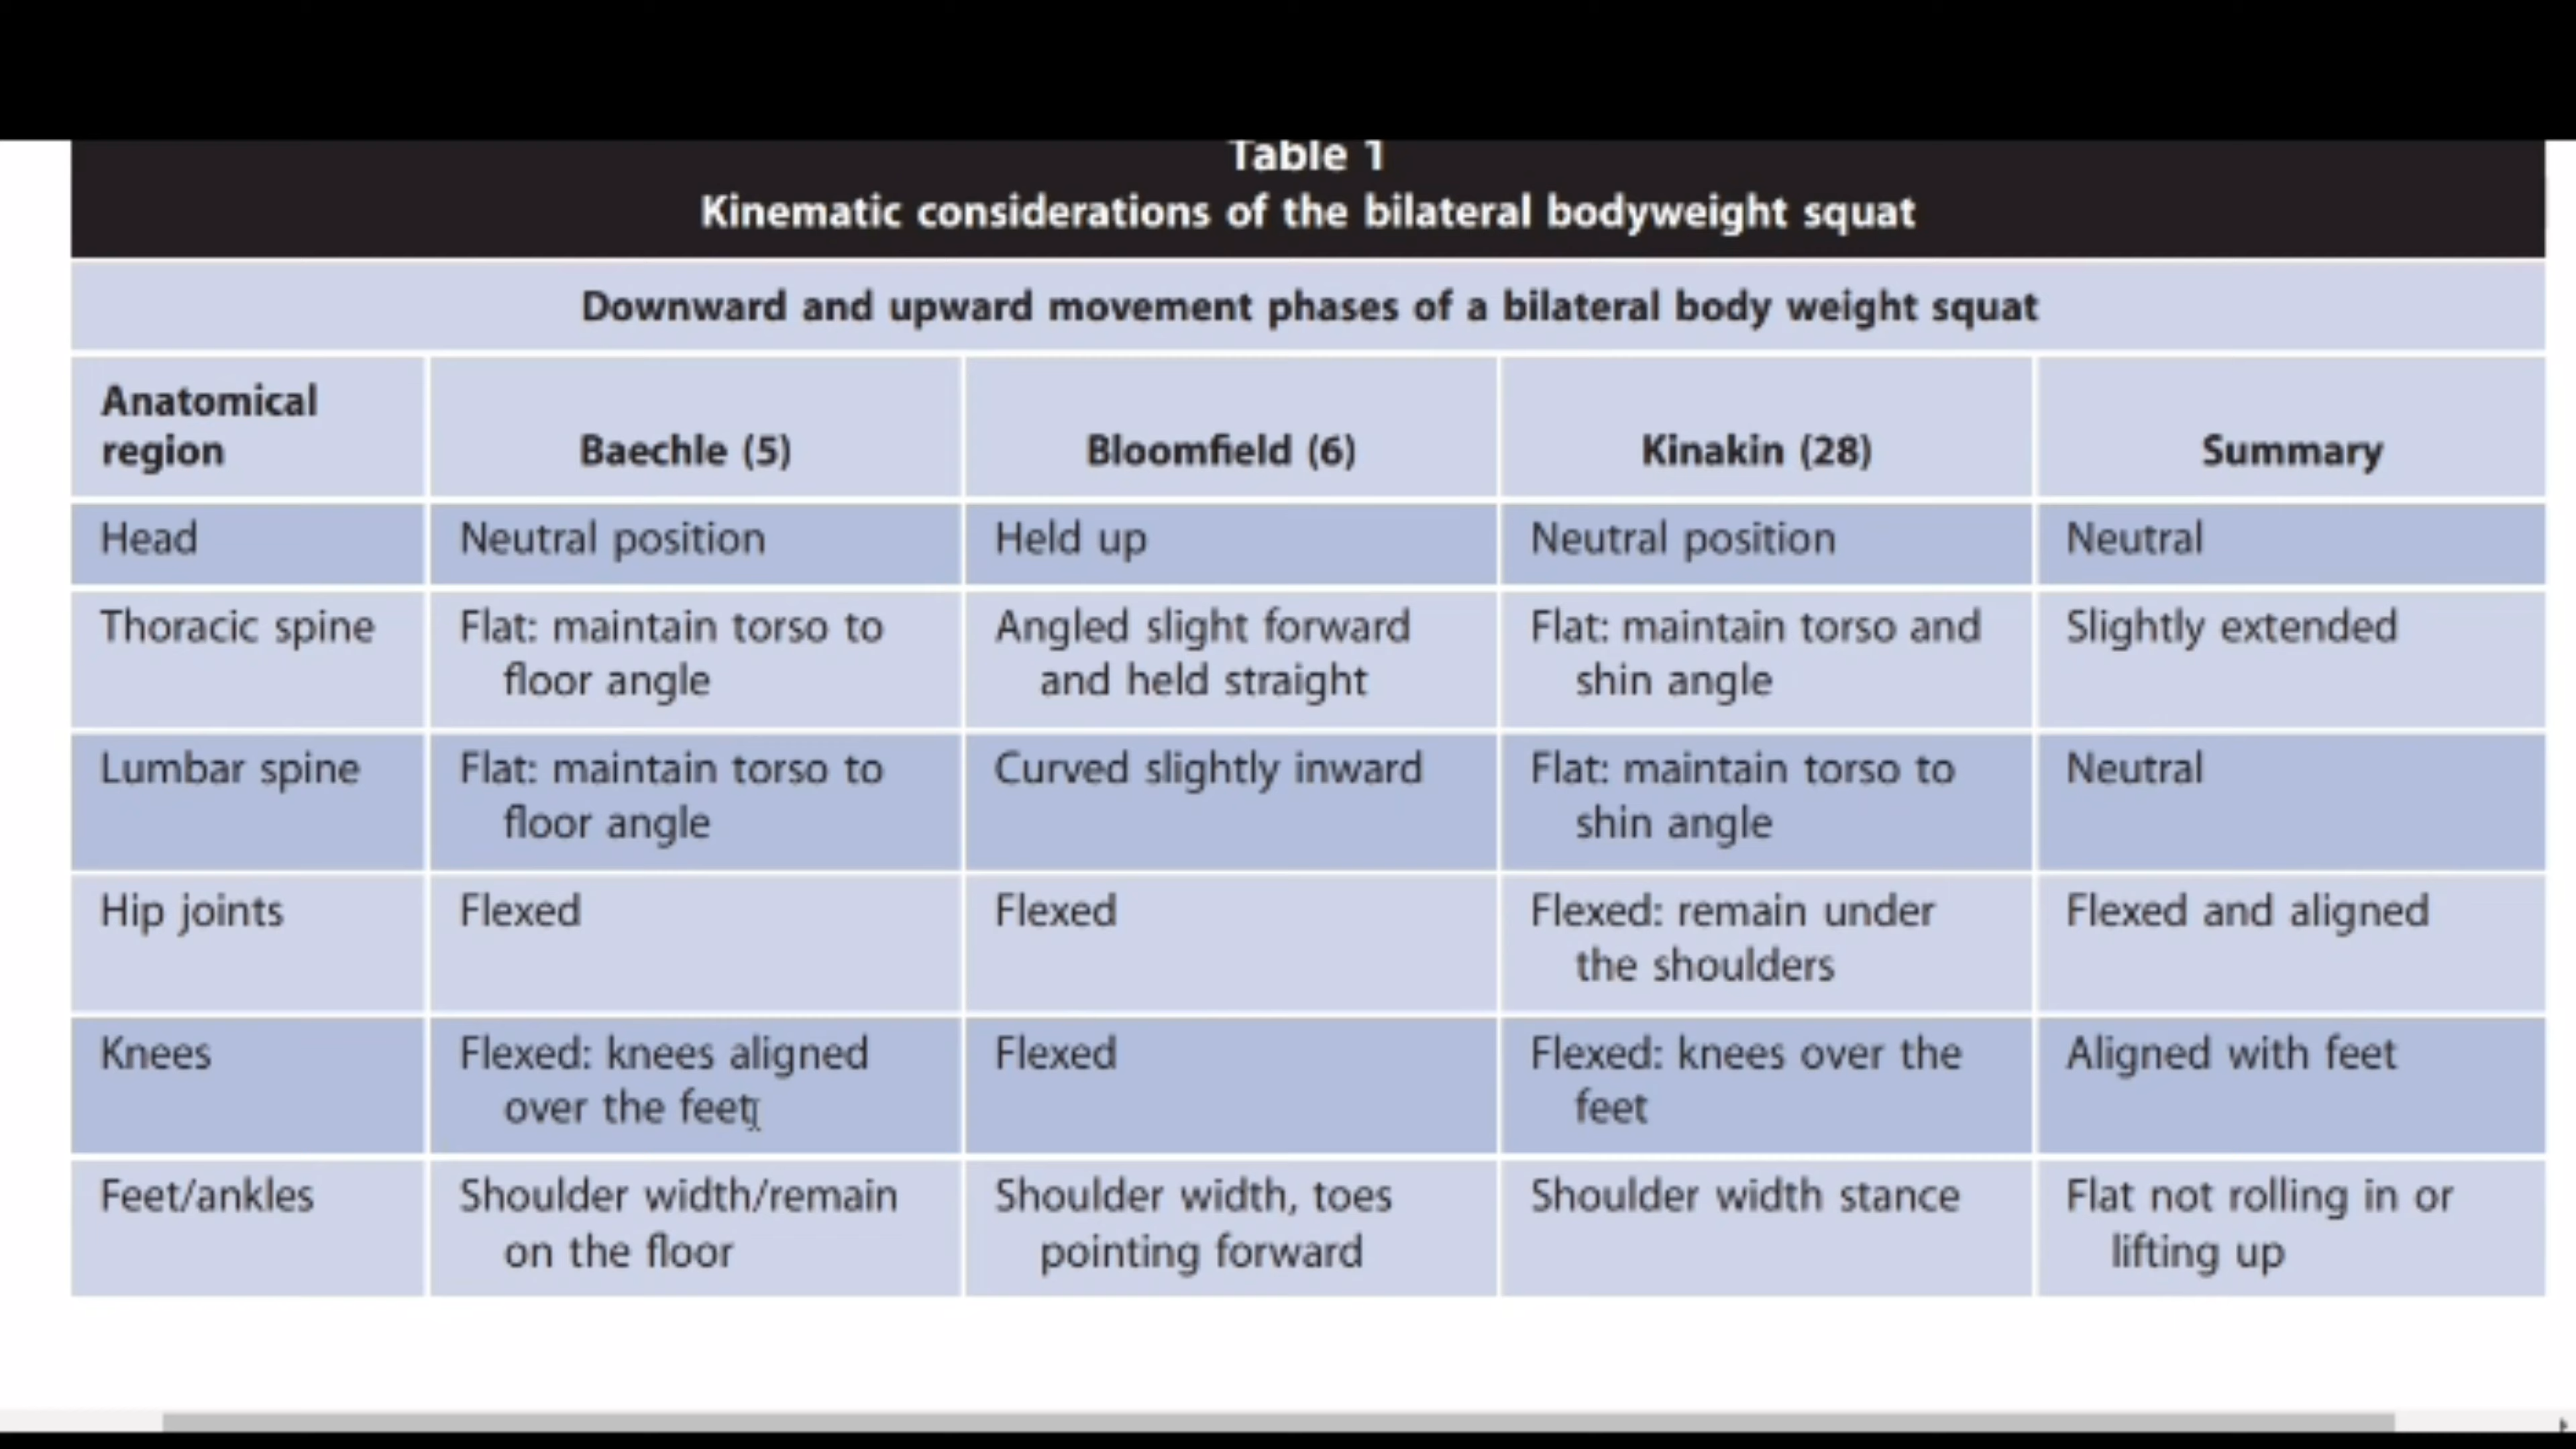 Table 1
Kinematic considerations of the bilateral bodyweight squat
Downward and upward movement phases of a bilateral body weight squat
Anatomical region
Baechle (5)
Bloomfield (6)
Kinakin (28)
Summary
Head
Neutral position
Held up
Neutral position
Neutral
Thoracic spine
Flat: maintain torso to
floor angle
Angled slight forward
and held straight
Flat: maintain torso and
shin angle
Slightly extended
Lumbar spine
Flat: maintain torso to
floor angle
Curved slightly inward
Flat: maintain torso to
shin angle
Neutral
Hip joints
Flexed
Flexed
Flexed: remain under
the shoulders
Flexed and aligned
Knees
Flexed: knees aligned
over the feet
Flexed
Flexed: knees over the
feet
Aligned with feet
Feet/ankles
Shoulder width/remain
on the floor
Shoulder width, toes
pointing forward
Shoulder width stance
Flat not rolling in or
lifting up